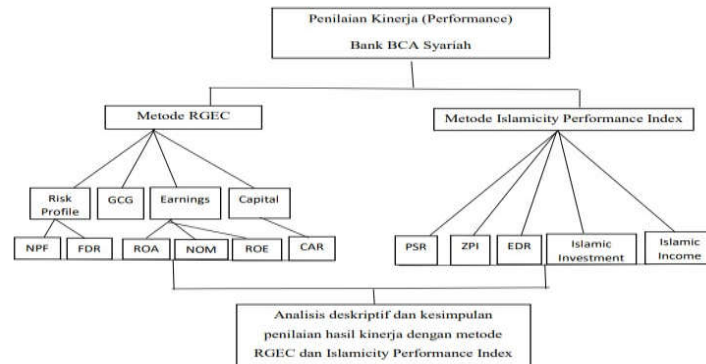 Penilaian Kinerja (Performance)
Bank BCA Syariah
Metode RGEC
Metode Islamicity Performance Index
Risk
Profile
GCG
Earnings
Capital
NPF
FDR
ROA
NOM
ROE
CAR
PSR
ZPI
EDR
Islamic
Investment
Islamic
Income
Analisis deskriptif dan kesimpulan
penilaian hasil kinerja dengan metode
RGEC dan Islamicity Performance Index